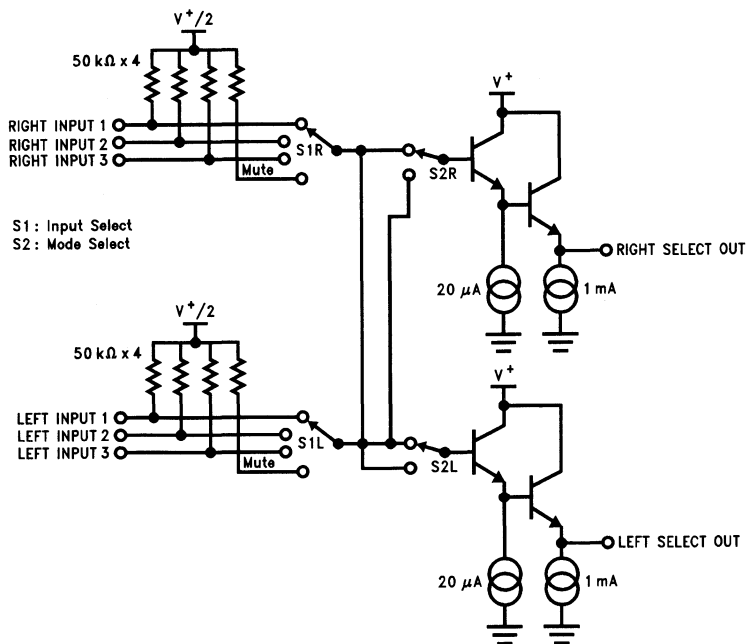 V+/2
50 kΩ x 4
V+
RIGHT INPUT 1
RIGHT INPUT 2
RIGHT INPUT 3
S1R
S2R
Mute
S1: Input Select
S2: Mode Select
RIGHT SELECT OUT
20 μA
1 mA
V+/2
50 kΩ x 4
V+
LEFT INPUT 1
LEFT INPUT 2
LEFT INPUT 3
S1L
S2L
Mute
LEFT SELECT OUT
20 μA
1 mA